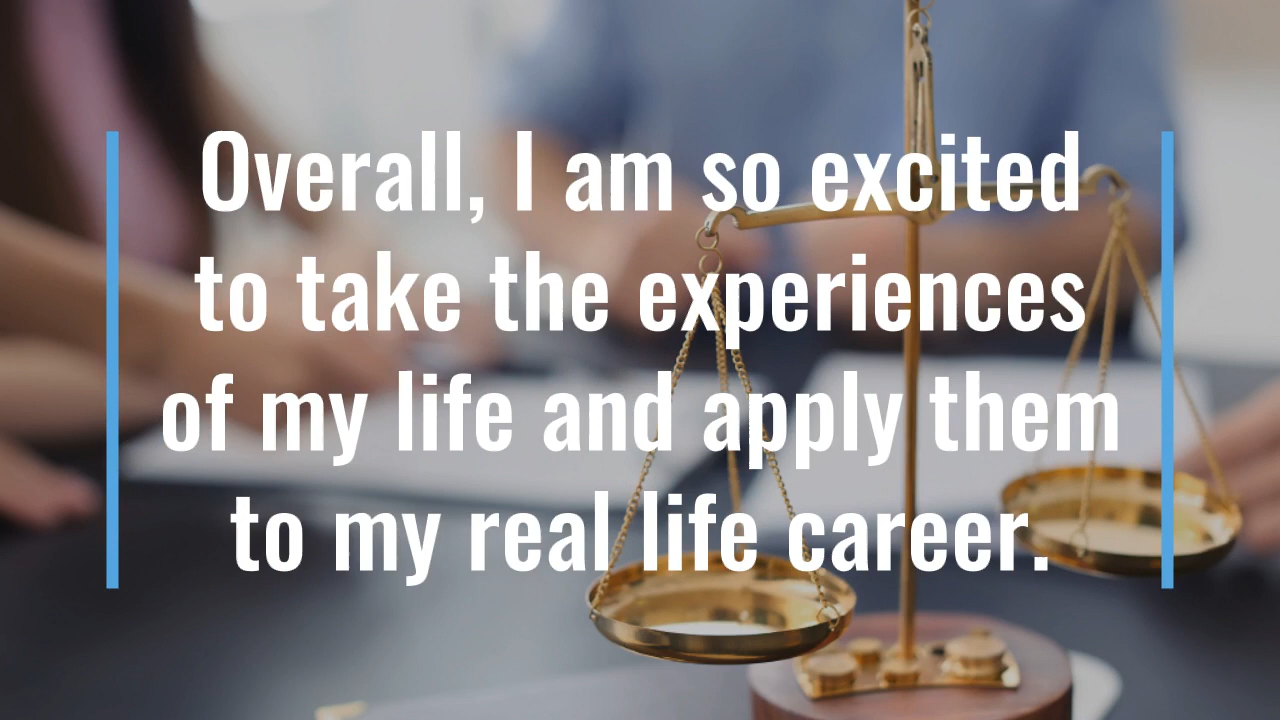 Overall, I am so excited
to take the experiences
of my life and apply them
to my real life career.